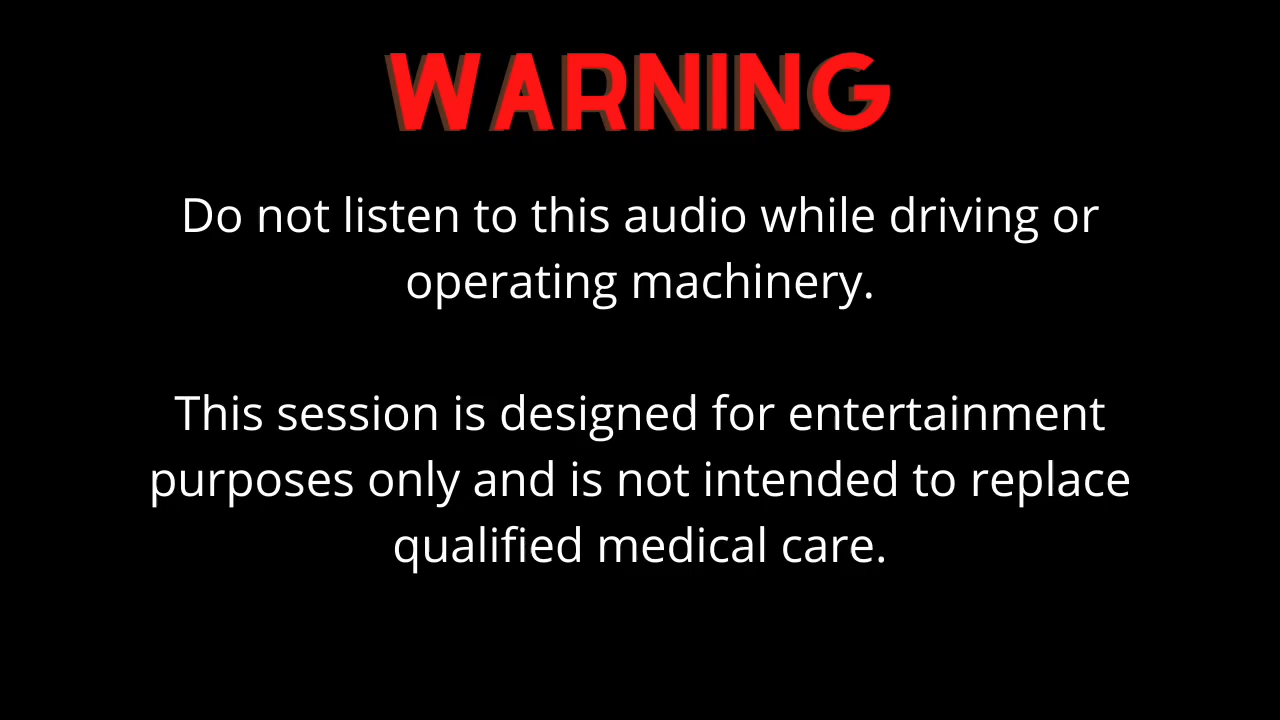 WARNING
Do not listen to this audio while driving or
operating machinery.
This session is designed for entertainment
purposes only and is not intended to replace
qualified medical care.